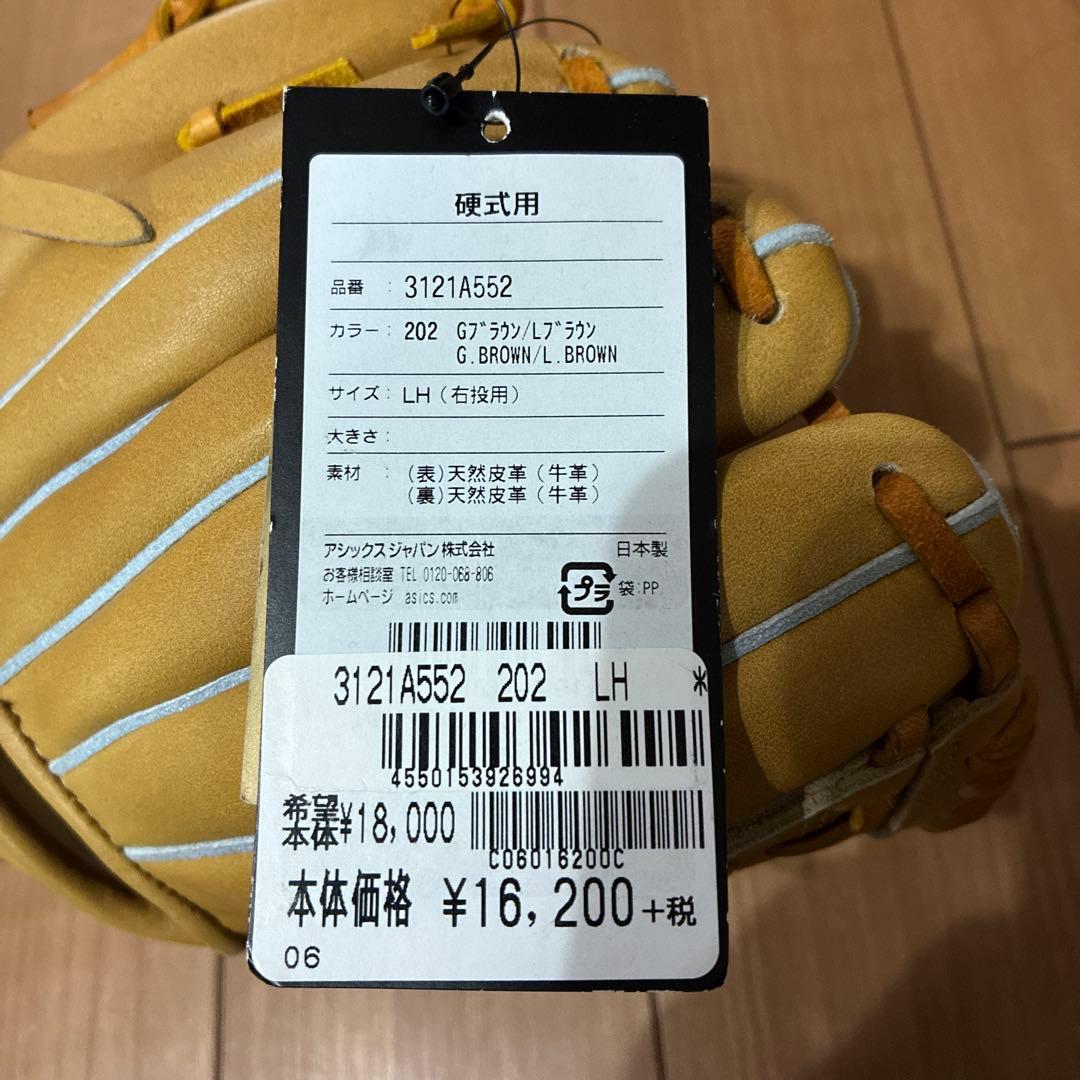 硬式用
品番 : 3121A552
カラー : 202 Gﾌﾞﾗｳﾝ/Lﾌﾞﾗｳﾝ
G.BROWN/L.BROWN
サイズ : LH（右投用）
大きさ :
素材 : (表)天然皮革（牛革）
(裏)天然皮革（牛革）
アシックスジャパン株式会社 日本製
お客様相談室 TEL 0120-068-806
ホームページ asics.com
プラ 袋:PP
3121A552 202 LH *
4550153926994
希望
本体¥18,000
C06016200C
本体価格 ¥16,200+税
06